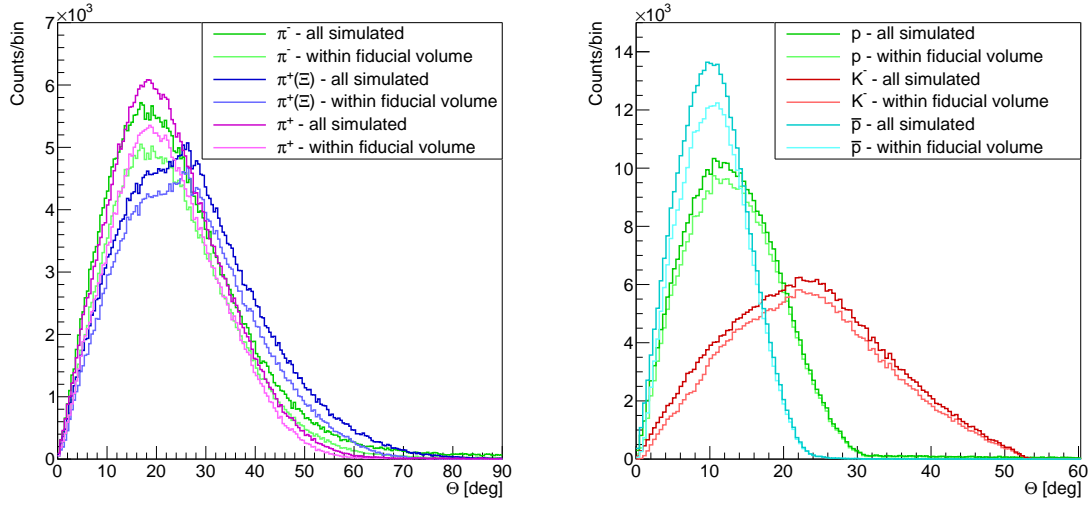 ×10³
7
6
5
4
3
2
1
0
Counts/bin
π⁻ - all simulated
π⁻ - within fiducial volume
π⁺(Ξ) - all simulated
π⁺(Ξ) - within fiducial volume
π⁺ - all simulated
π⁺ - within fiducial volume
0 10 20 30 40 50 60 70 80 90
Θ [deg]
×10³
14
12
10
8
6
4
2
0
Counts/bin
p - all simulated
p - within fiducial volume
K⁻ - all simulated
K⁻ - within fiducial volume
p̅ - all simulated
p̅ - within fiducial volume
0 10 20 30 40 50 60
Θ [deg]